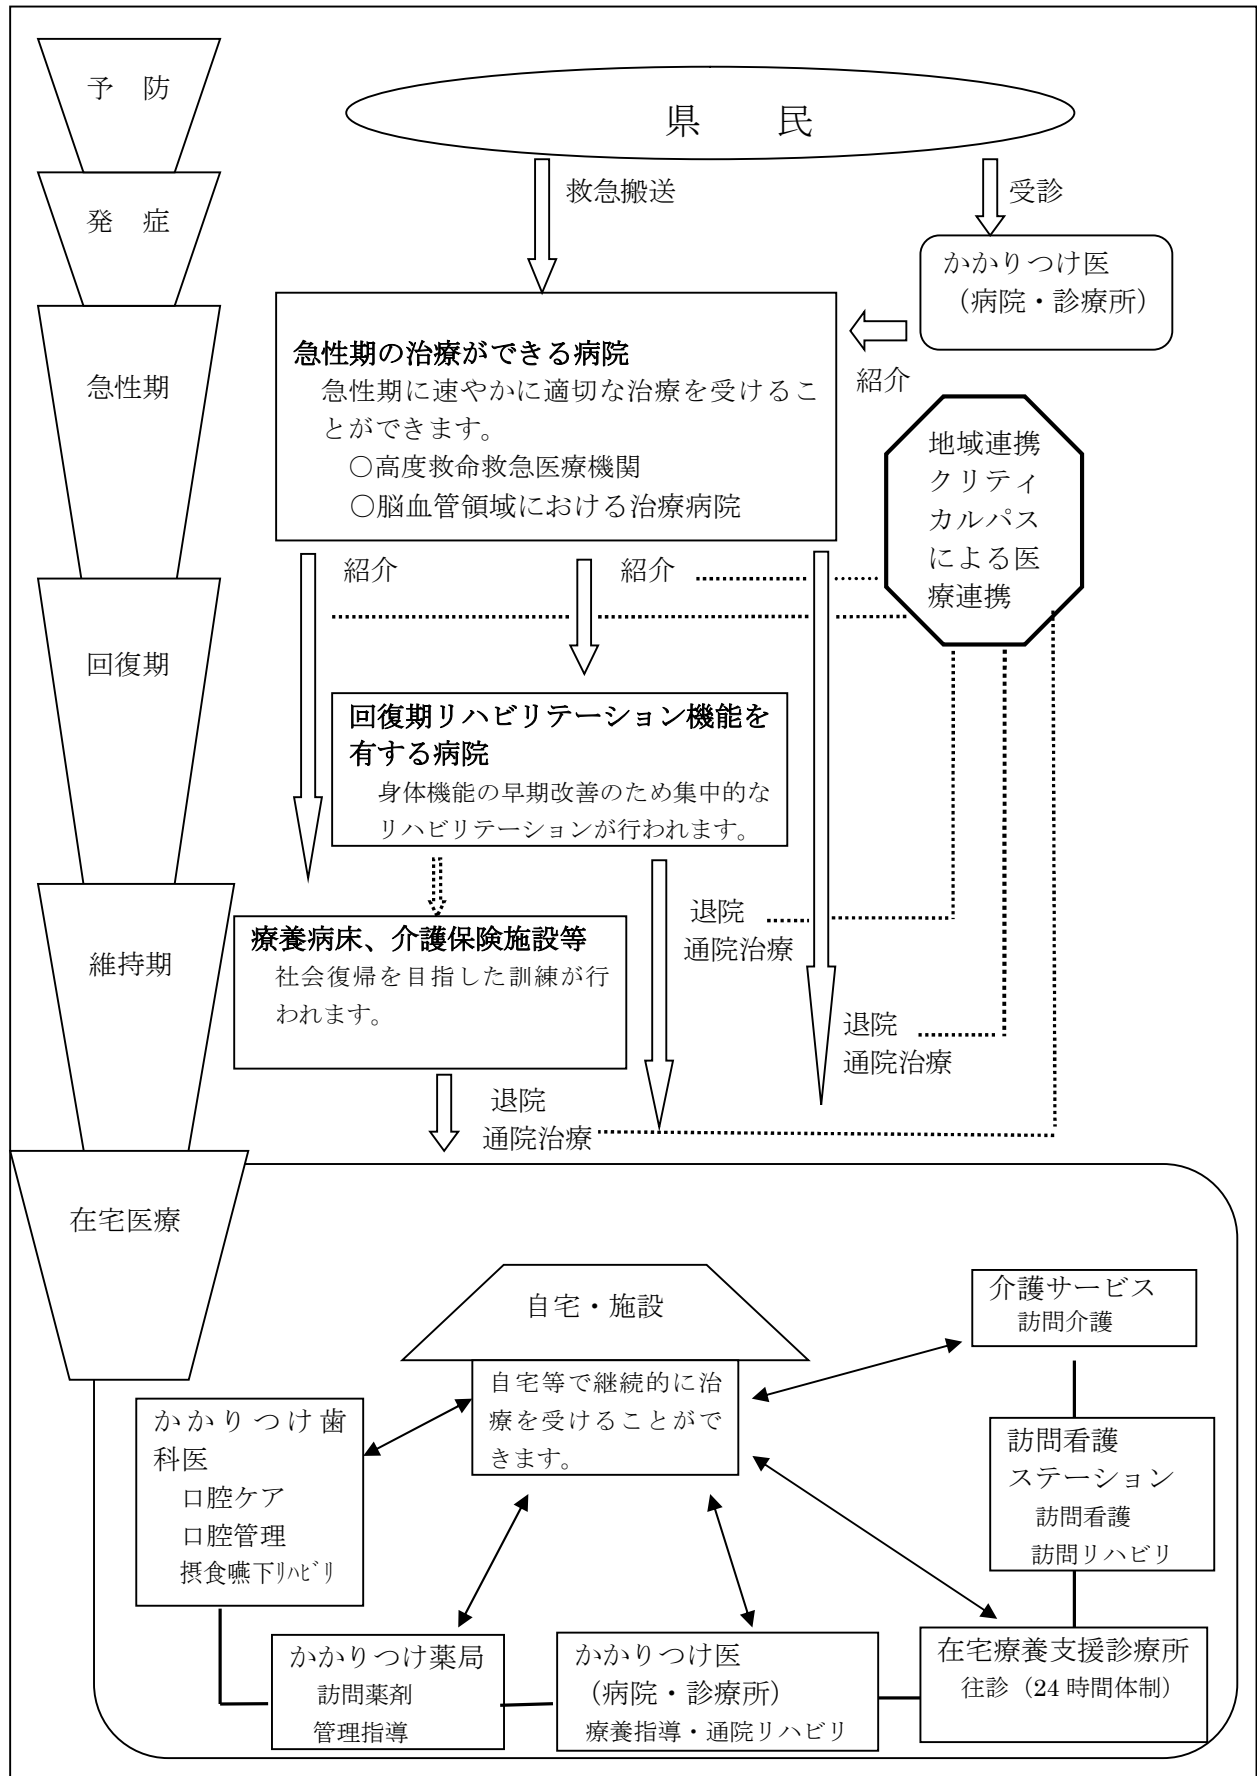 予　防
県　　民
救急搬送
受診
発　症
かかりつけ医
（病院・診療所）
紹介
急性期の治療ができる病院
急性期に速やかに適切な治療を受けるこ
とができます。
○高度救命救急医療機関
○脳血管領域における治療病院
急性期
地域連携
クリティ
カルパス
による医
療連携
紹介
紹介
回復期
回復期リハビリテーション機能を
有する病院
身体機能の早期改善のため集中的な
リハビリテーションが行われます。
維持期
療養病床、介護保険施設等
社会復帰を目指した訓練が行
われます。
退院
通院治療
退院
通院治療
退院
通院治療
在宅医療
自宅・施設
自宅等で継続的に治
療を受けることがで
きます。
介護サービス
訪問介護
かかりつけ歯
科医
口腔ケア
口腔管理
摂食嚥下ﾘﾊﾋﾞﾘ
訪問看護
ステーション
訪問看護
訪問リハビリ
かかりつけ薬局
訪問薬剤
管理指導
かかりつけ医
（病院・診療所）
療養指導・通院リハビリ
在宅療養支援診療所
往診（24 時間体制）